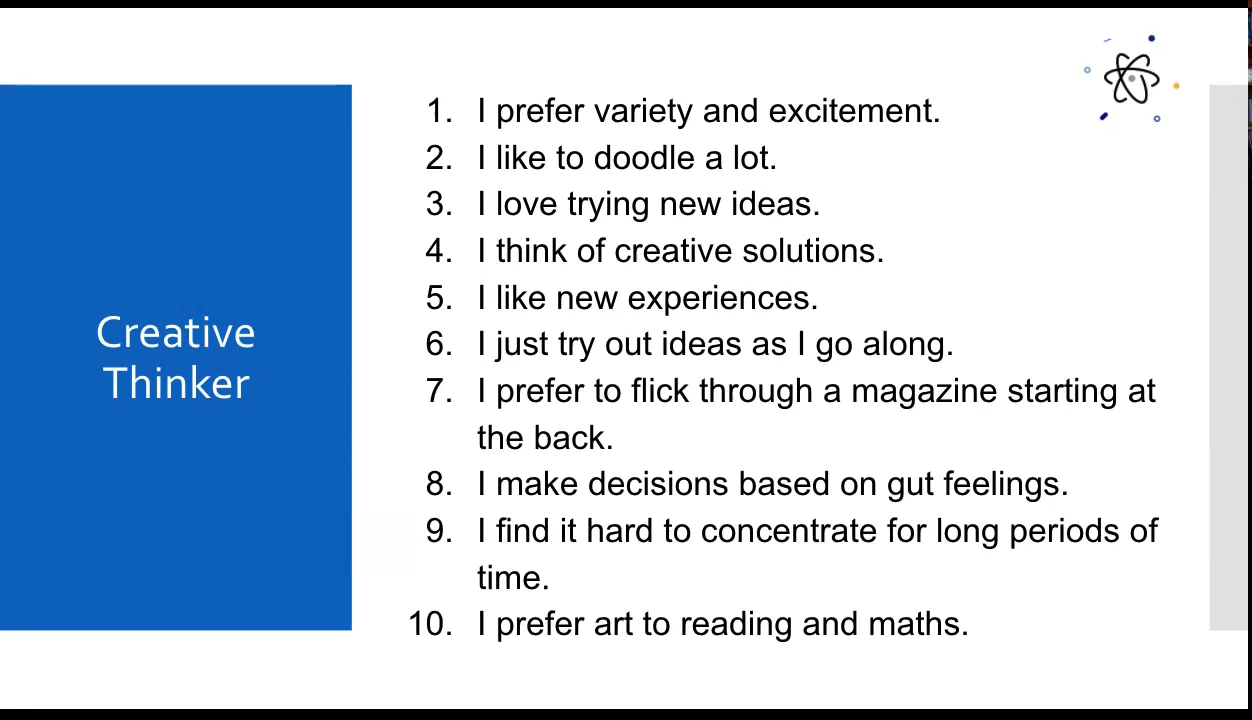 Creative
Thinker
1. I prefer variety and excitement.
2. I like to doodle a lot.
3. I love trying new ideas.
4. I think of creative solutions.
5. I like new experiences.
6. I just try out ideas as I go along.
7. I prefer to flick through a magazine starting at
the back.
8. I make decisions based on gut feelings.
9. I find it hard to concentrate for long periods of
time.
10. I prefer art to reading and maths.